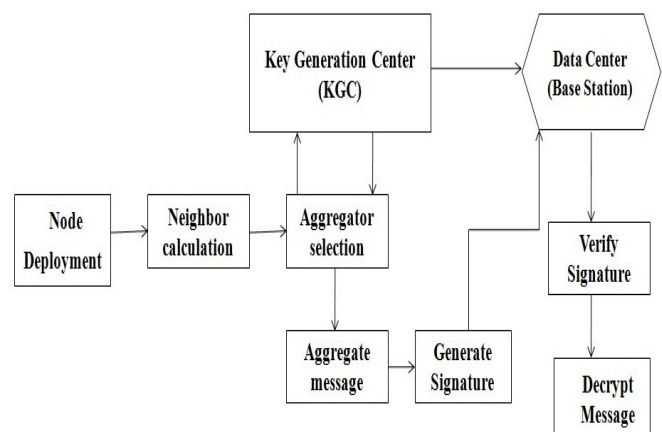 Key Generation Center
(KGC)
Data Center
(Base Station)
Node
Deployment
Neighbor
calculation
Aggregator
selection
Verify
Signature
Aggregate
message
Generate
Signature
Decrypt
Message